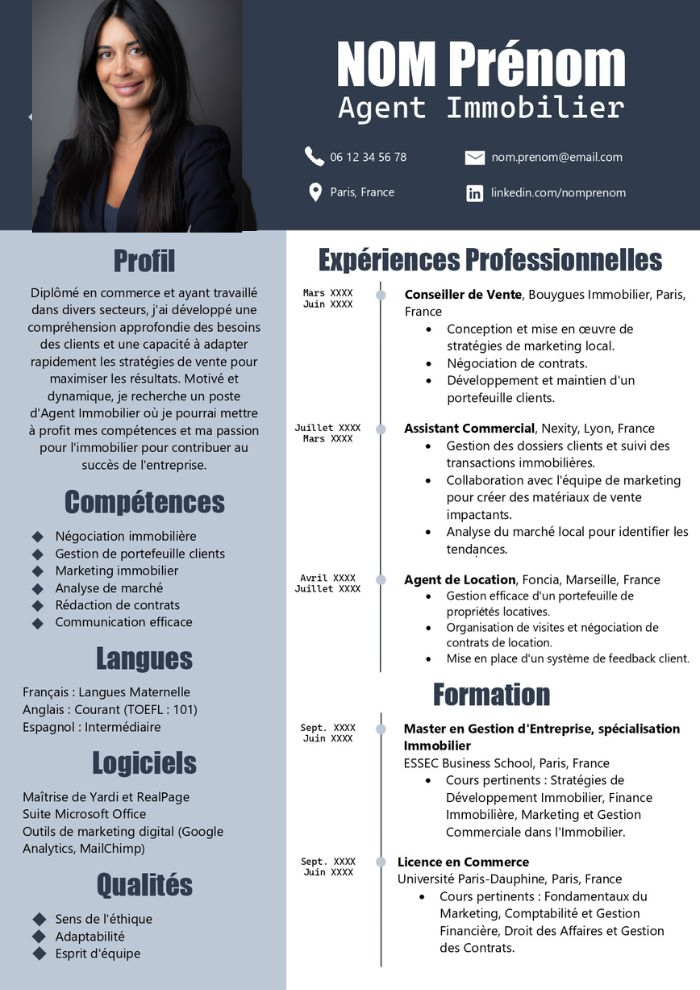 NOM Prénom
Agent Immobilier
06 12 34 56 78
nom.prenom@email.com
Paris, France
linkedin.com/nomprenom
Profil
Diplômé en commerce et ayant travaillé
dans divers secteurs, j'ai développé une
compréhension approfondie des besoins
des clients et une capacité à adapter
rapidement les stratégies de vente pour
maximiser les résultats. Motivé et
dynamique, je recherche un poste
d'Agent Immobilier où je pourrai mettre
à profit mes compétences et ma passion
pour l'immobilier pour contribuer au
succès de l'entreprise.
Compétences
Négociation immobilière
Gestion de portefeuille clients
Marketing immobilier
Analyse de marché
Rédaction de contrats
Communication efficace
Langues
Français : Langues Maternelle
Anglais : Courant (TOEFL : 101)
Espagnol : Intermédiaire
Logiciels
Maîtrise de Yardi et RealPage
Suite Microsoft Office
Outils de marketing digital (Google
Analytics, MailChimp)
Qualités
Sens de l'éthique
Adaptabilité
Esprit d'équipe
Expériences Professionnelles
Mars XXXX
Juin XXXX
Conseiller de Vente, Bouygues Immobilier, Paris,
France
• Conception et mise en œuvre de
stratégies de marketing local.
• Négociation de contrats.
• Développement et maintien d'un
portefeuille clients.
Juillet XXXX
Mars XXXX
Assistant Commercial, Nexity, Lyon, France
• Gestion des dossiers clients et suivi des
transactions immobilières.
• Collaboration avec l'équipe de marketing
pour créer des matériaux de vente
impactants.
• Analyse du marché local pour identifier les
tendances.
Avril XXXX
Juillet XXXX
Agent de Location, Foncia, Marseille, France
• Gestion efficace d'un portefeuille de
propriétés locatives.
• Organisation de visites et négociation de
contrats de location.
• Mise en place d'un système de feedback client.
Formation
Sept. XXXX
Juin XXXX
Master en Gestion d'Entreprise, spécialisation
Immobilier
ESSEC Business School, Paris, France
• Cours pertinents : Stratégies de
Développement Immobilier, Finance
Immobilière, Marketing et Gestion
Commerciale dans l'Immobilier.
Sept. XXXX
Juin XXXX
Licence en Commerce
Université Paris-Dauphine, Paris, France
• Cours pertinents : Fondamentaux du
Marketing, Comptabilité et Gestion
Financière, Droit des Affaires et Gestion
des Contrats.